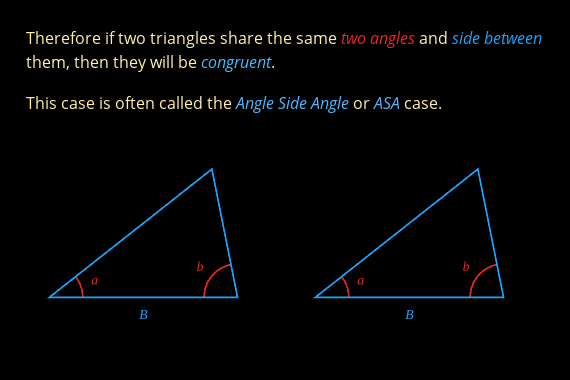 Therefore if two triangles share the same two angles and side between
them, then they will be congruent.
This case is often called the Angle Side Angle or ASA case.
a
b
B
a
b
B